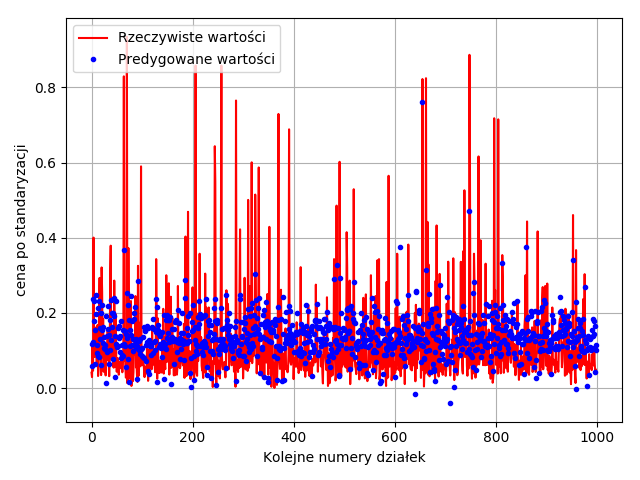 Rzeczywiste wartości
Predygowane wartości
cena po standaryzacji
0.8
0.6
0.4
0.2
0.0
0
200
400
600
800
1000
Kolejne numery działek